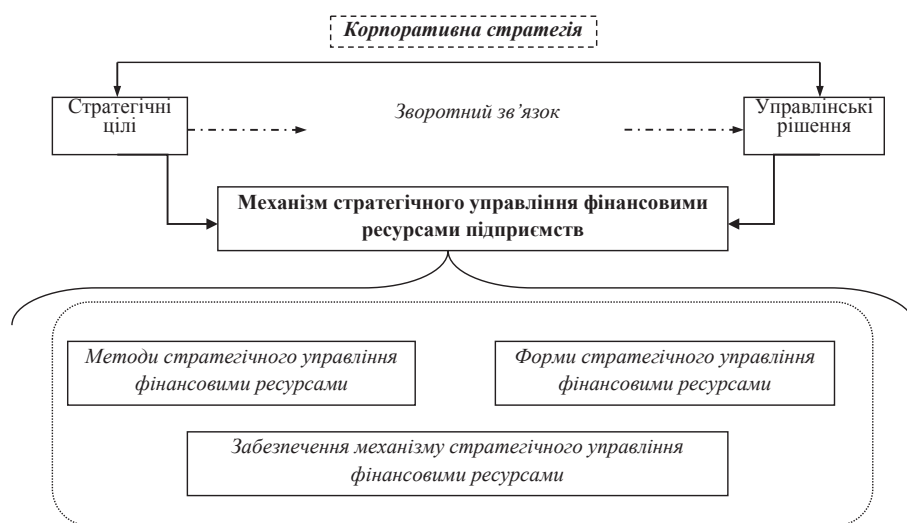 Корпоративна стратегія
Стратегічні
цілі
Зворотний зв’язок
Управлінські
рішення
Механізм стратегічного управління фінансовими
ресурсами підприємств
Методи стратегічного управління
фінансовими ресурсами
Форми стратегічного управління
фінансовими ресурсами
Забезпечення механізму стратегічного управління
фінансовими ресурсами